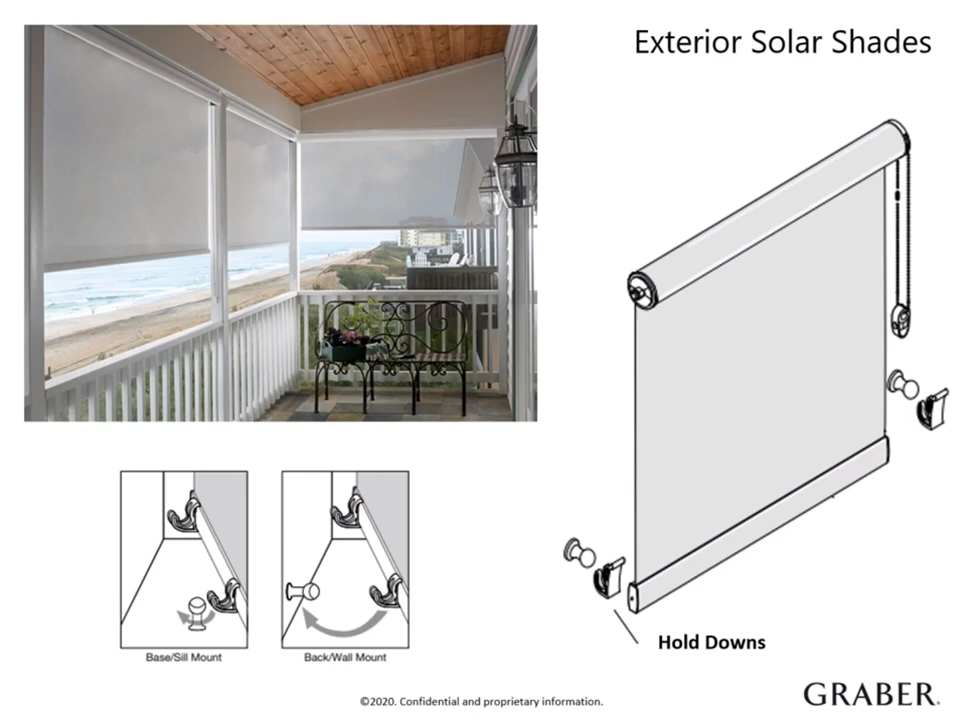 Exterior Solar Shades
Base/Sill Mount
Back/Wall Mount
Hold Downs
©2020. Confidential and proprietary information.
GRABER.